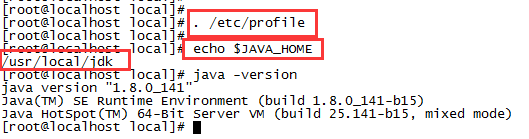 [root@localhost local]#
[root@localhost local]# . /etc/profile
[root@localhost local]#
[root@localhost local]# echo $JAVA_HOME
/usr/local/jdk
[root@localhost local]# java -version
java version "1.8.0_141"
Java(TM) SE Runtime Environment (build 1.8.0_141-b15)
Java HotSpot(TM) 64-Bit Server VM (build 25.141-b15, mixed mode)
[root@localhost local]#